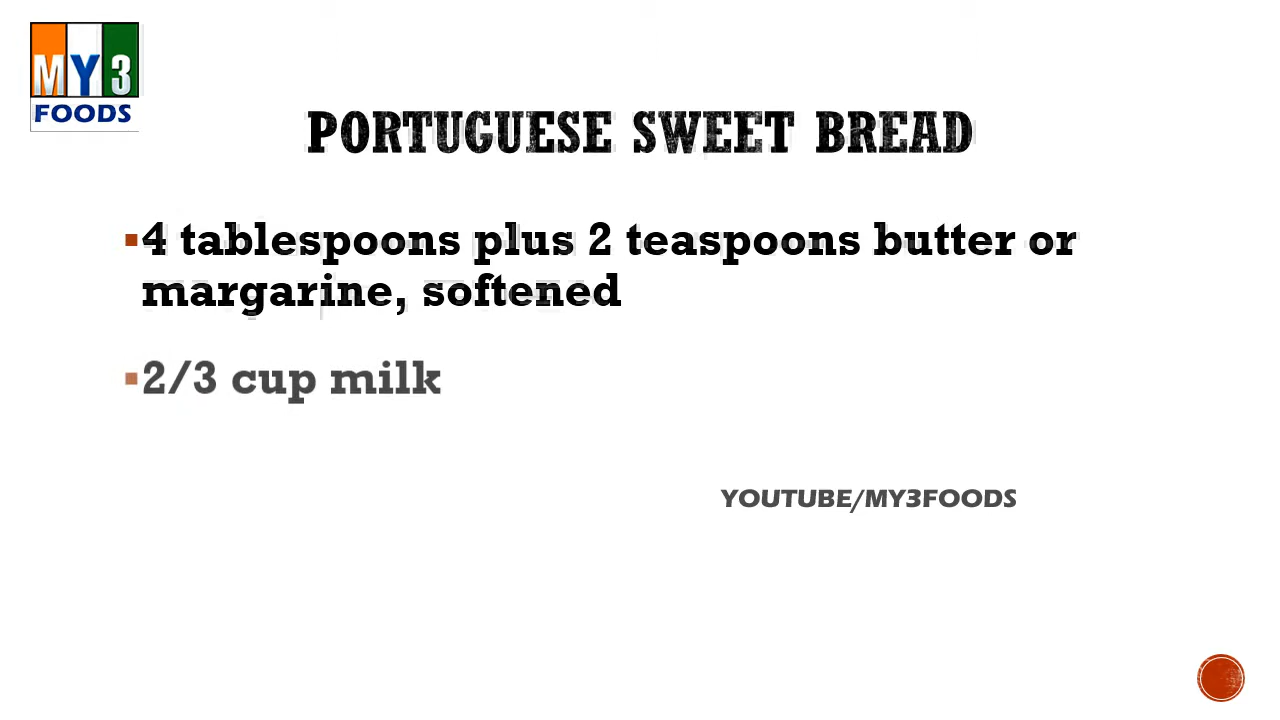 MY3
FOODS
PORTUGUESE SWEET BREAD
▪4 tablespoons plus 2 teaspoons butter or
margarine, softened
▪2/3 cup milk
YOUTUBE/MY3FOODS